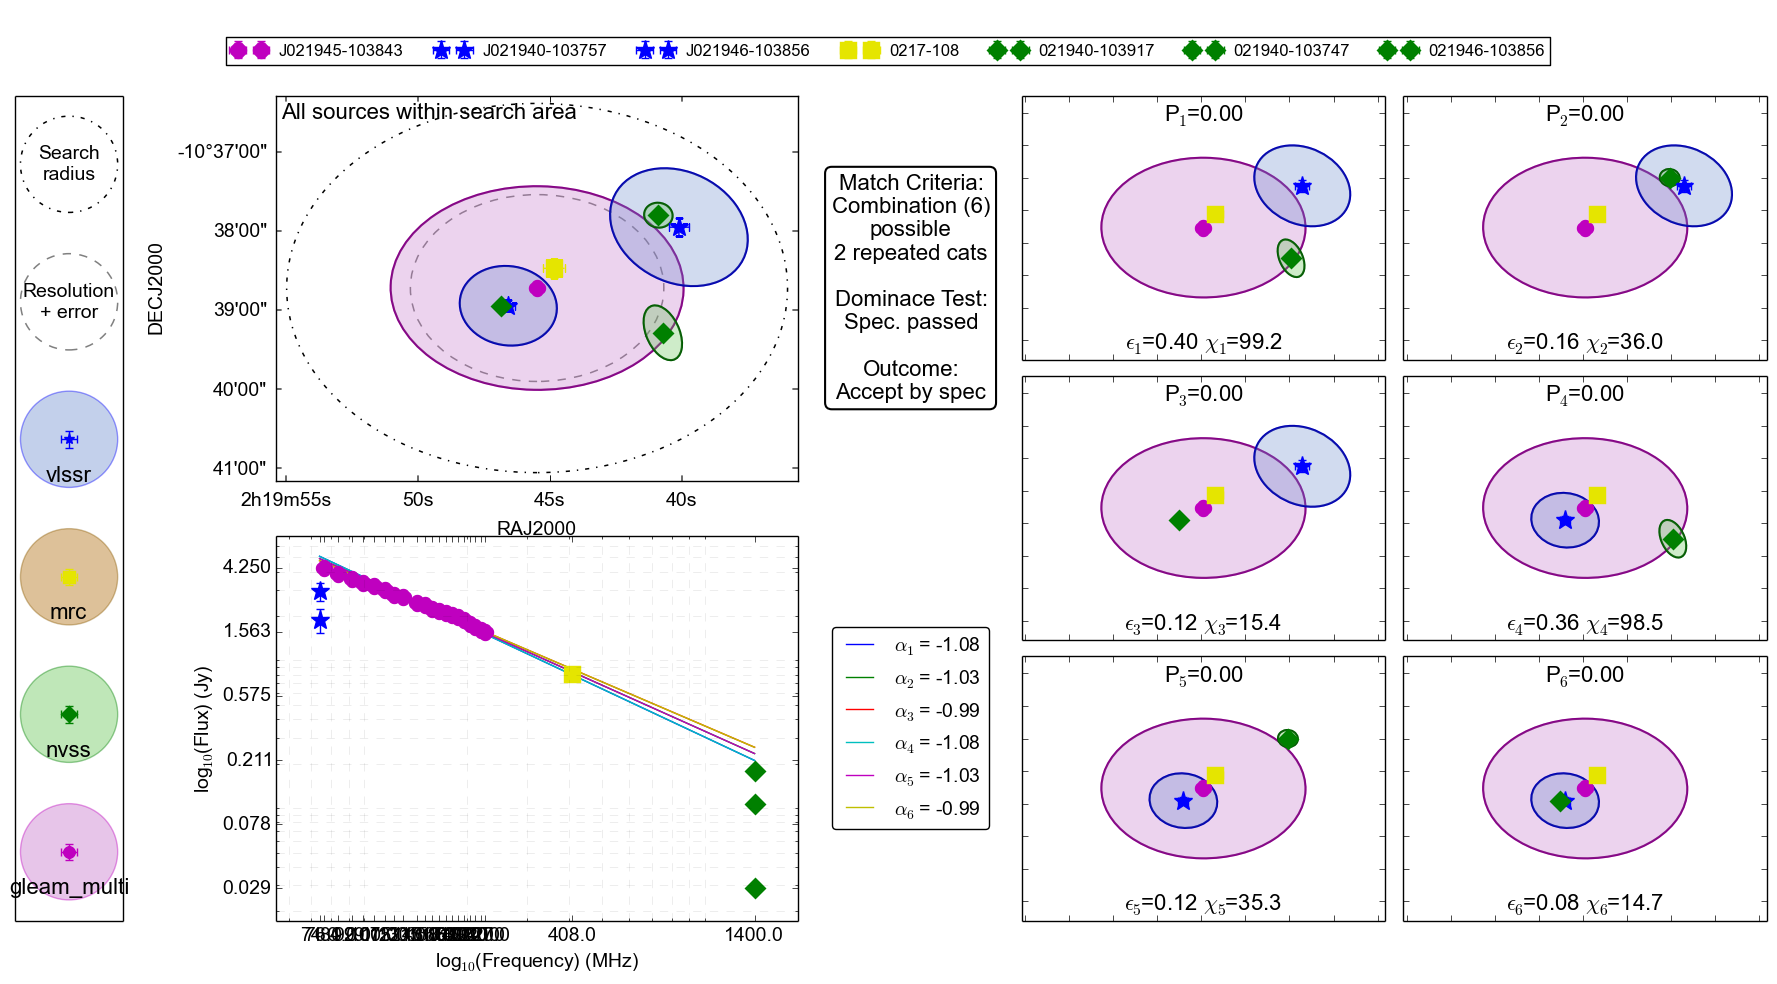 J021945-103843 J021940-103757 J021946-103856 0217-108 021940-103917 021940-103747 021946-103856
Search
radius
Resolution
+ error
vlssr
mrc
nvss
gleam_multi
All sources within search area
-10°37'00"
38'00"
39'00"
40'00"
41'00"
DECJ2000
2h19m55s 50s 45s 40s
RAJ2000
4.250
1.563
0.575
0.211
0.078
0.029
log10(Flux) (Jy)
408.0 1400.0
log10(Frequency) (MHz)
Match Criteria:
Combination (6)
possible
2 repeated cats
Dominace Test:
Spec. passed
Outcome:
Accept by spec
α1 = -1.08
α2 = -1.03
α3 = -0.99
α4 = -1.08
α5 = -1.03
α6 = -0.99
P1=0.00
ϵ1=0.40 χ1=99.2
P2=0.00
ϵ2=0.16 χ2=36.0
P3=0.00
ϵ3=0.12 χ3=15.4
P4=0.00
ϵ4=0.36 χ4=98.5
P5=0.00
ϵ5=0.12 χ5=35.3
P6=0.00
ϵ6=0.08 χ6=14.7